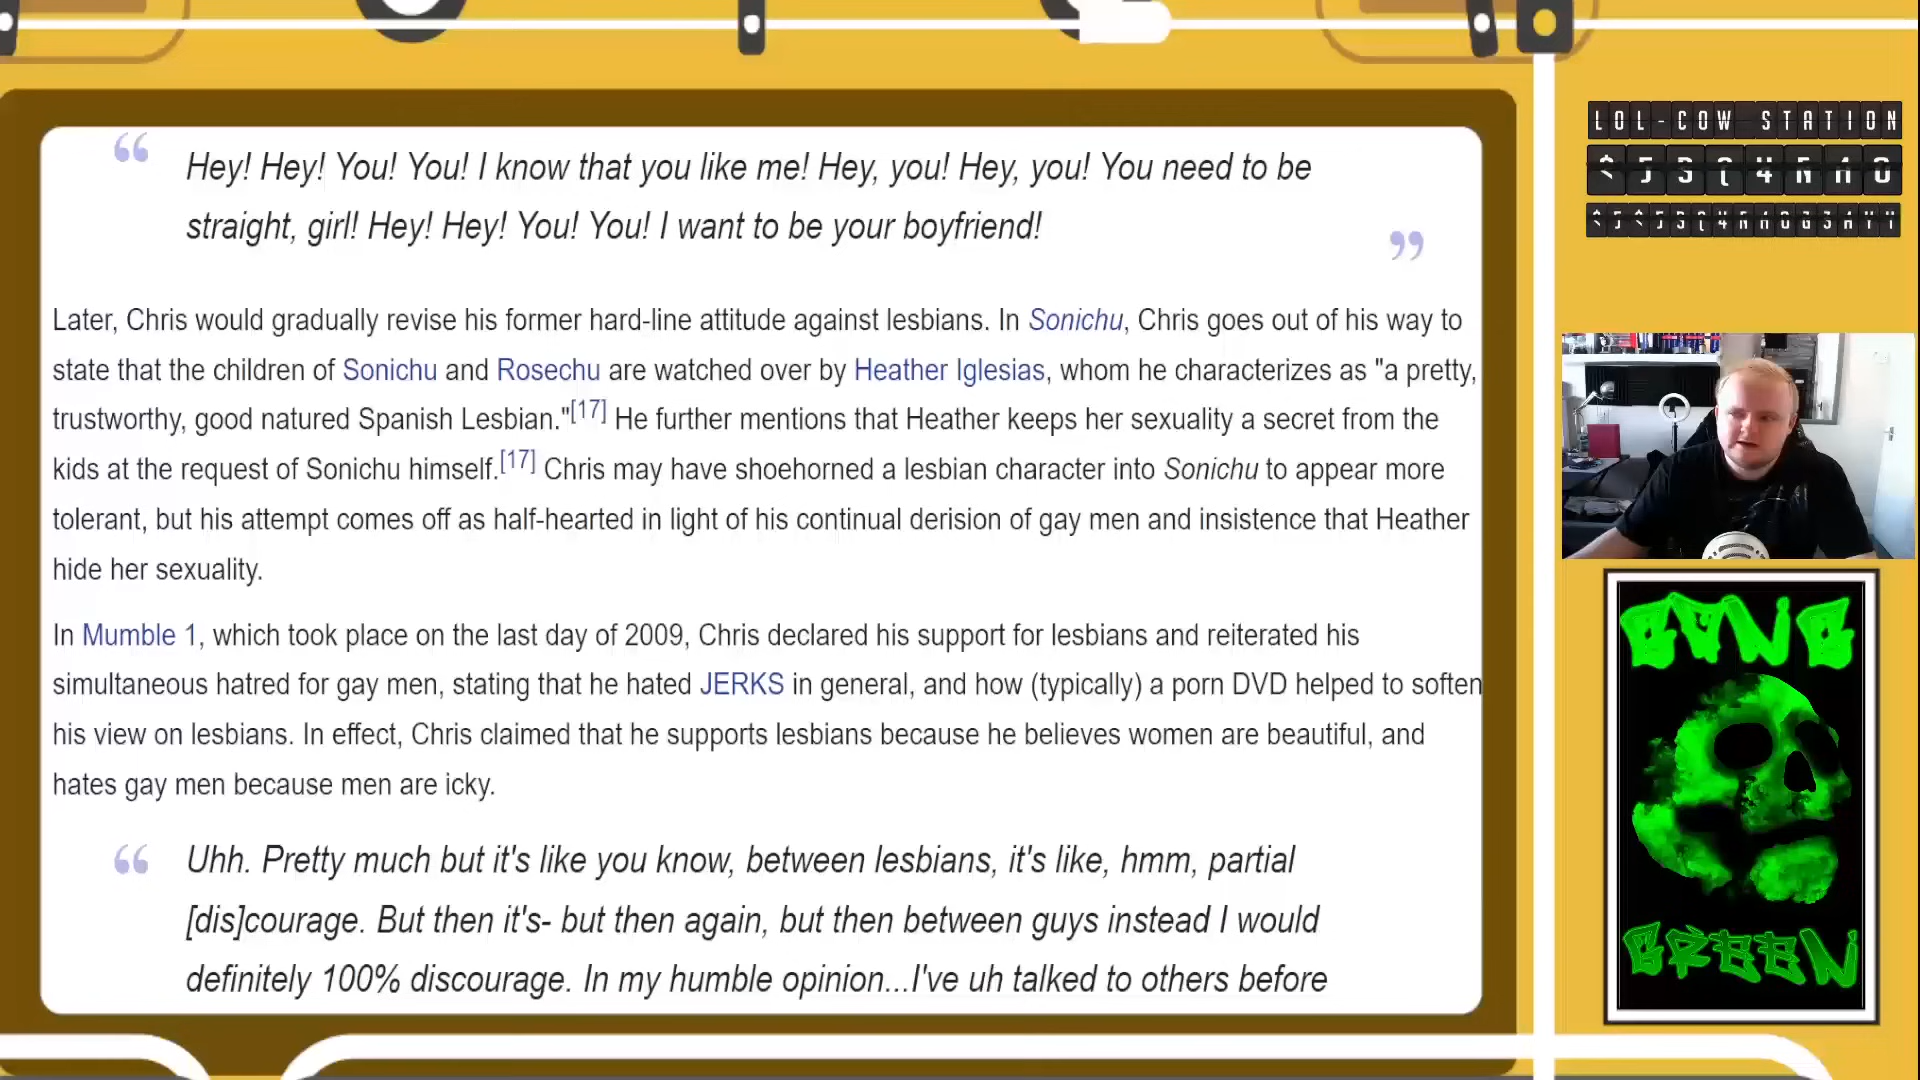 Hey! Hey! You! You! I know that you like me! Hey, you! Hey, you! You need to be
straight, girl! Hey! Hey! You! You! I want to be your boyfriend!
Later, Chris would gradually revise his former hard-line attitude against lesbians. In Sonichu, Chris goes out of his way to
state that the children of Sonichu and Rosechu are watched over by Heather Iglesias, whom he characterizes as "a pretty,
trustworthy, good natured Spanish Lesbian."[17] He further mentions that Heather keeps her sexuality a secret from the
kids at the request of Sonichu himself.[17] Chris may have shoehorned a lesbian character into Sonichu to appear more
tolerant, but his attempt comes off as half-hearted in light of his continual derision of gay men and insistence that Heather
hide her sexuality.
In Mumble 1, which took place on the last day of 2009, Chris declared his support for lesbians and reiterated his
simultaneous hatred for gay men, stating that he hated JERKS in general, and how (typically) a porn DVD helped to soften
his view on lesbians. In effect, Chris claimed that he supports lesbians because he believes women are beautiful, and
hates gay men because men are icky.
Uhh. Pretty much but it's like you know, between lesbians, it's like, hmm, partial
[dis]courage. But then it's- but then again, but then between guys instead I would
definitely 100% discourage. In my humble opinion...I've uh talked to others before
LOL-COW STATION
GREEN